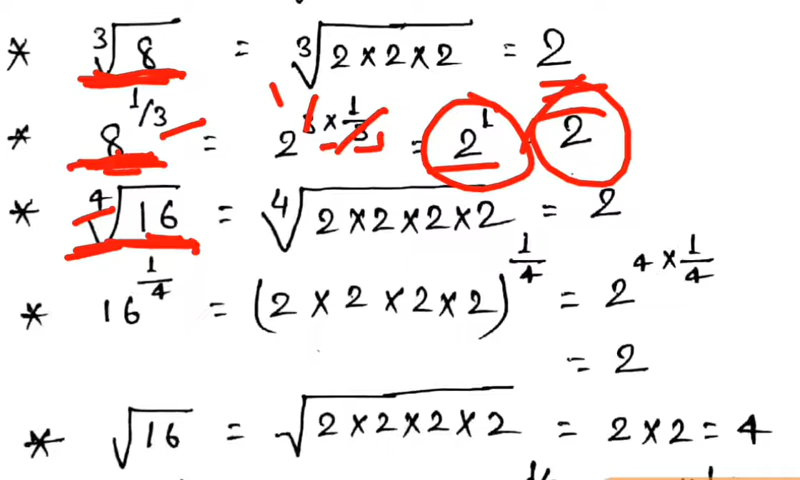 * ∛8 = ∛2×2×2 = 2
* 8^1/3 = 2^3×1/3 = 2^1 2
* ∜16 = ∜2×2×2×2 = 2
* 16^1/4 = (2×2×2×2)^1/4 = 2^4×1/4
= 2
* √16 = √2×2×2×2 = 2×2=4